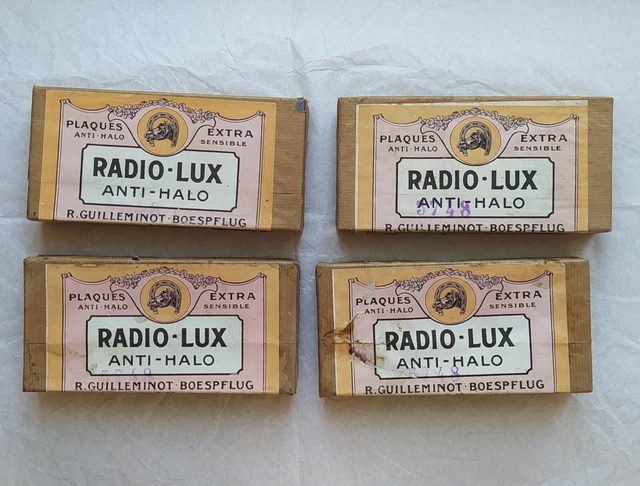 PLAQUES EXTRA
ANTI-HALO SENSIBLE
RADIO-LUX
ANTI-HALO
R.GUILLEMINOT·BOESPFLUG
PLAQUES EXTRA
ANTI-HALO SENSIBLE
RADIO-LUX
ANTI-HALO
5748
R.GUILLEMINOT·BOESPFLUG
PLAQUES EXTRA
ANTI-HALO SENSIBLE
RADIO-LUX
ANTI-HALO
5748
R.GUILLEMINOT·BOESPFLUG
PLAQUES EXTRA
ANTI-HALO SENSIBLE
RADIO-LUX
ANTI-HALO
5748
R.GUILLEMINOT·BOESPFLUG